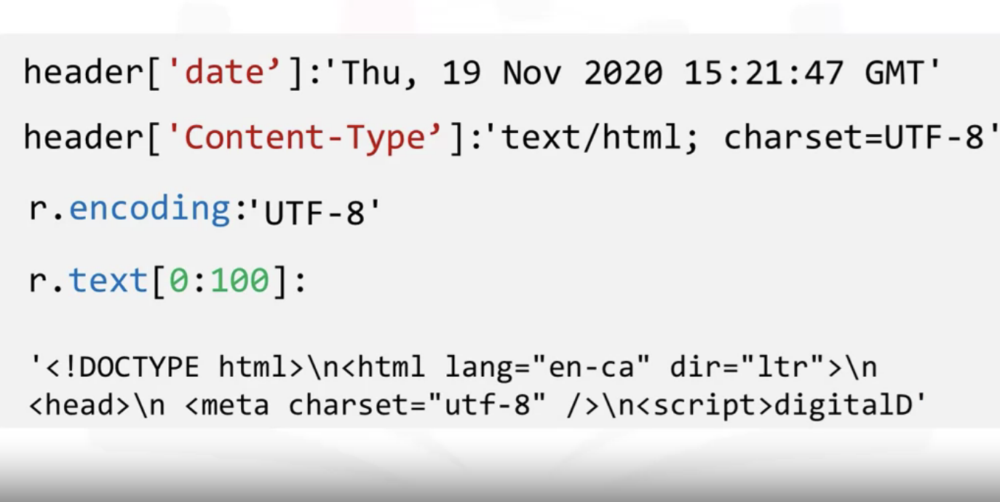 header['date’]:'Thu, 19 Nov 2020 15:21:47 GMT'
header['Content-Type’]:'text/html; charset=UTF-8'
r.encoding:'UTF-8'
r.text[0:100]:
'<!DOCTYPE html>\n<html lang="en-ca" dir="ltr">\n
<head>\n <meta charset="utf-8" />\n<script>digitalD'